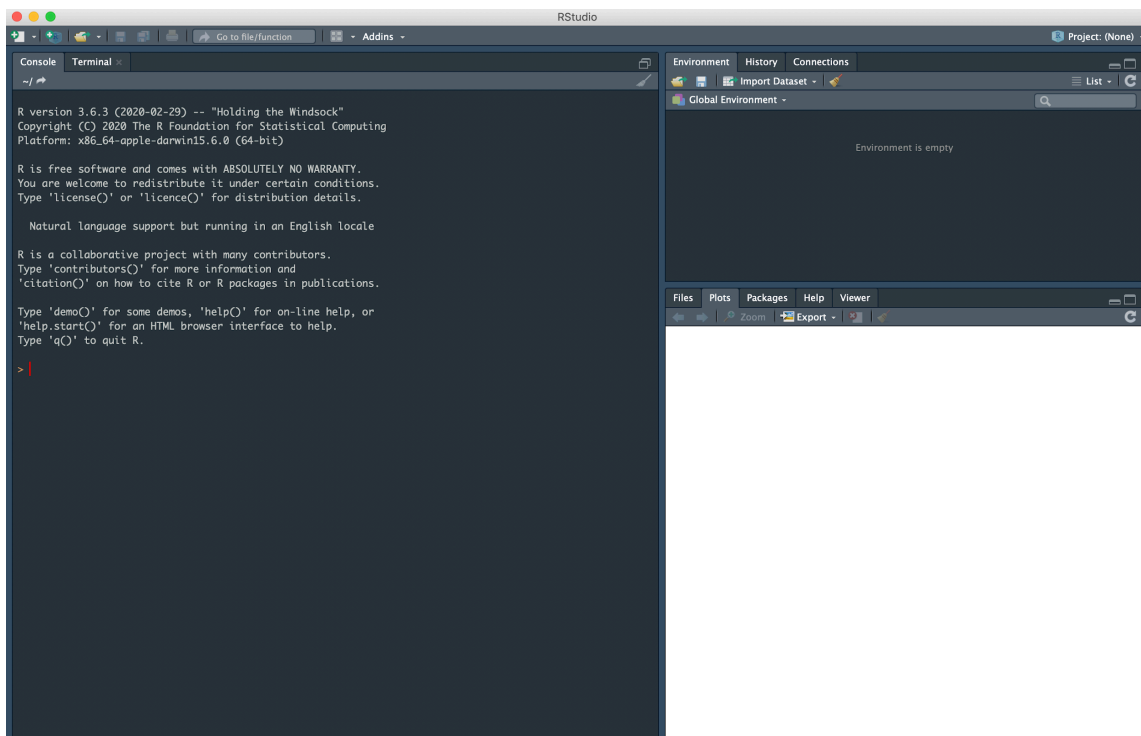 RStudio
Go to file/function
Addins
Project: (None)
Console Terminal
~/
R version 3.6.3 (2020-02-29) -- "Holding the Windsock"
Copyright (C) 2020 The R Foundation for Statistical Computing
Platform: x86_64-apple-darwin15.6.0 (64-bit)
R is free software and comes with ABSOLUTELY NO WARRANTY.
You are welcome to redistribute it under certain conditions.
Type 'license()' or 'licence()' for distribution details.
Natural language support but running in an English locale
R is a collaborative project with many contributors.
Type 'contributors()' for more information and
'citation()' on how to cite R or R packages in publications.
Type 'demo()' for some demos, 'help()' for on-line help, or
'help.start()' for an HTML browser interface to help.
Type 'q()' to quit R.
>
Environment History Connections
Import Dataset List
Global Environment
Environment is empty
Files Plots Packages Help Viewer
Zoom Export